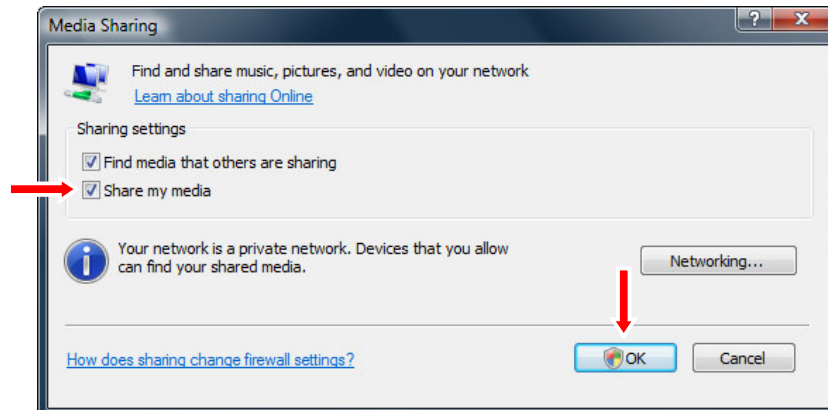 Media Sharing
Find and share music, pictures, and video on your network
Learn about sharing Online
Sharing settings
Find media that others are sharing
Share my media
Your network is a private network. Devices that you allow
can find your shared media.
Networking...
How does sharing change firewall settings?
OK
Cancel